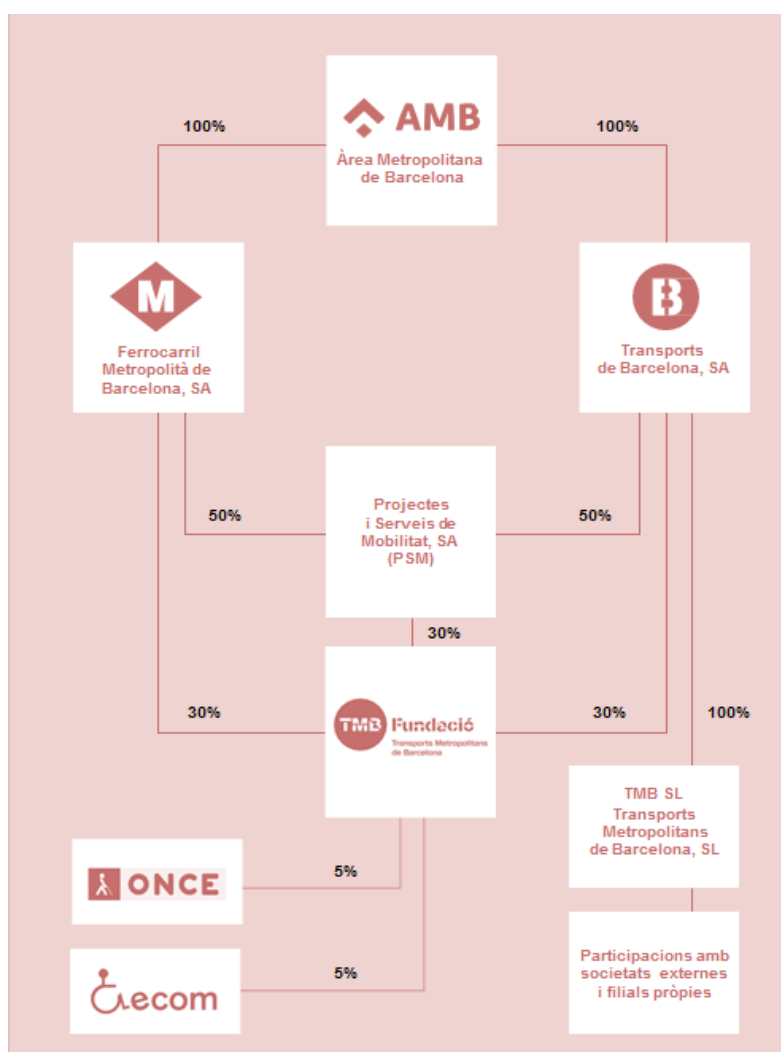 AMB
Àrea Metropolitana
de Barcelona
100%
100%
M
Ferrocarril
Metropolità de
Barcelona, SA
B
Transports
de Barcelona, SA
Projectes
i Serveis de
Mobilitat, SA
(PSM)
50%
50%
30%
TMB Fundació
Transports Metropolitans
de Barcelona
30%
30%
100%
TMB SL
Transports
Metropolitans
de Barcelona, SL
ONCE
5%
ecom
5%
Participacions amb
societats externes
i filials pròpies